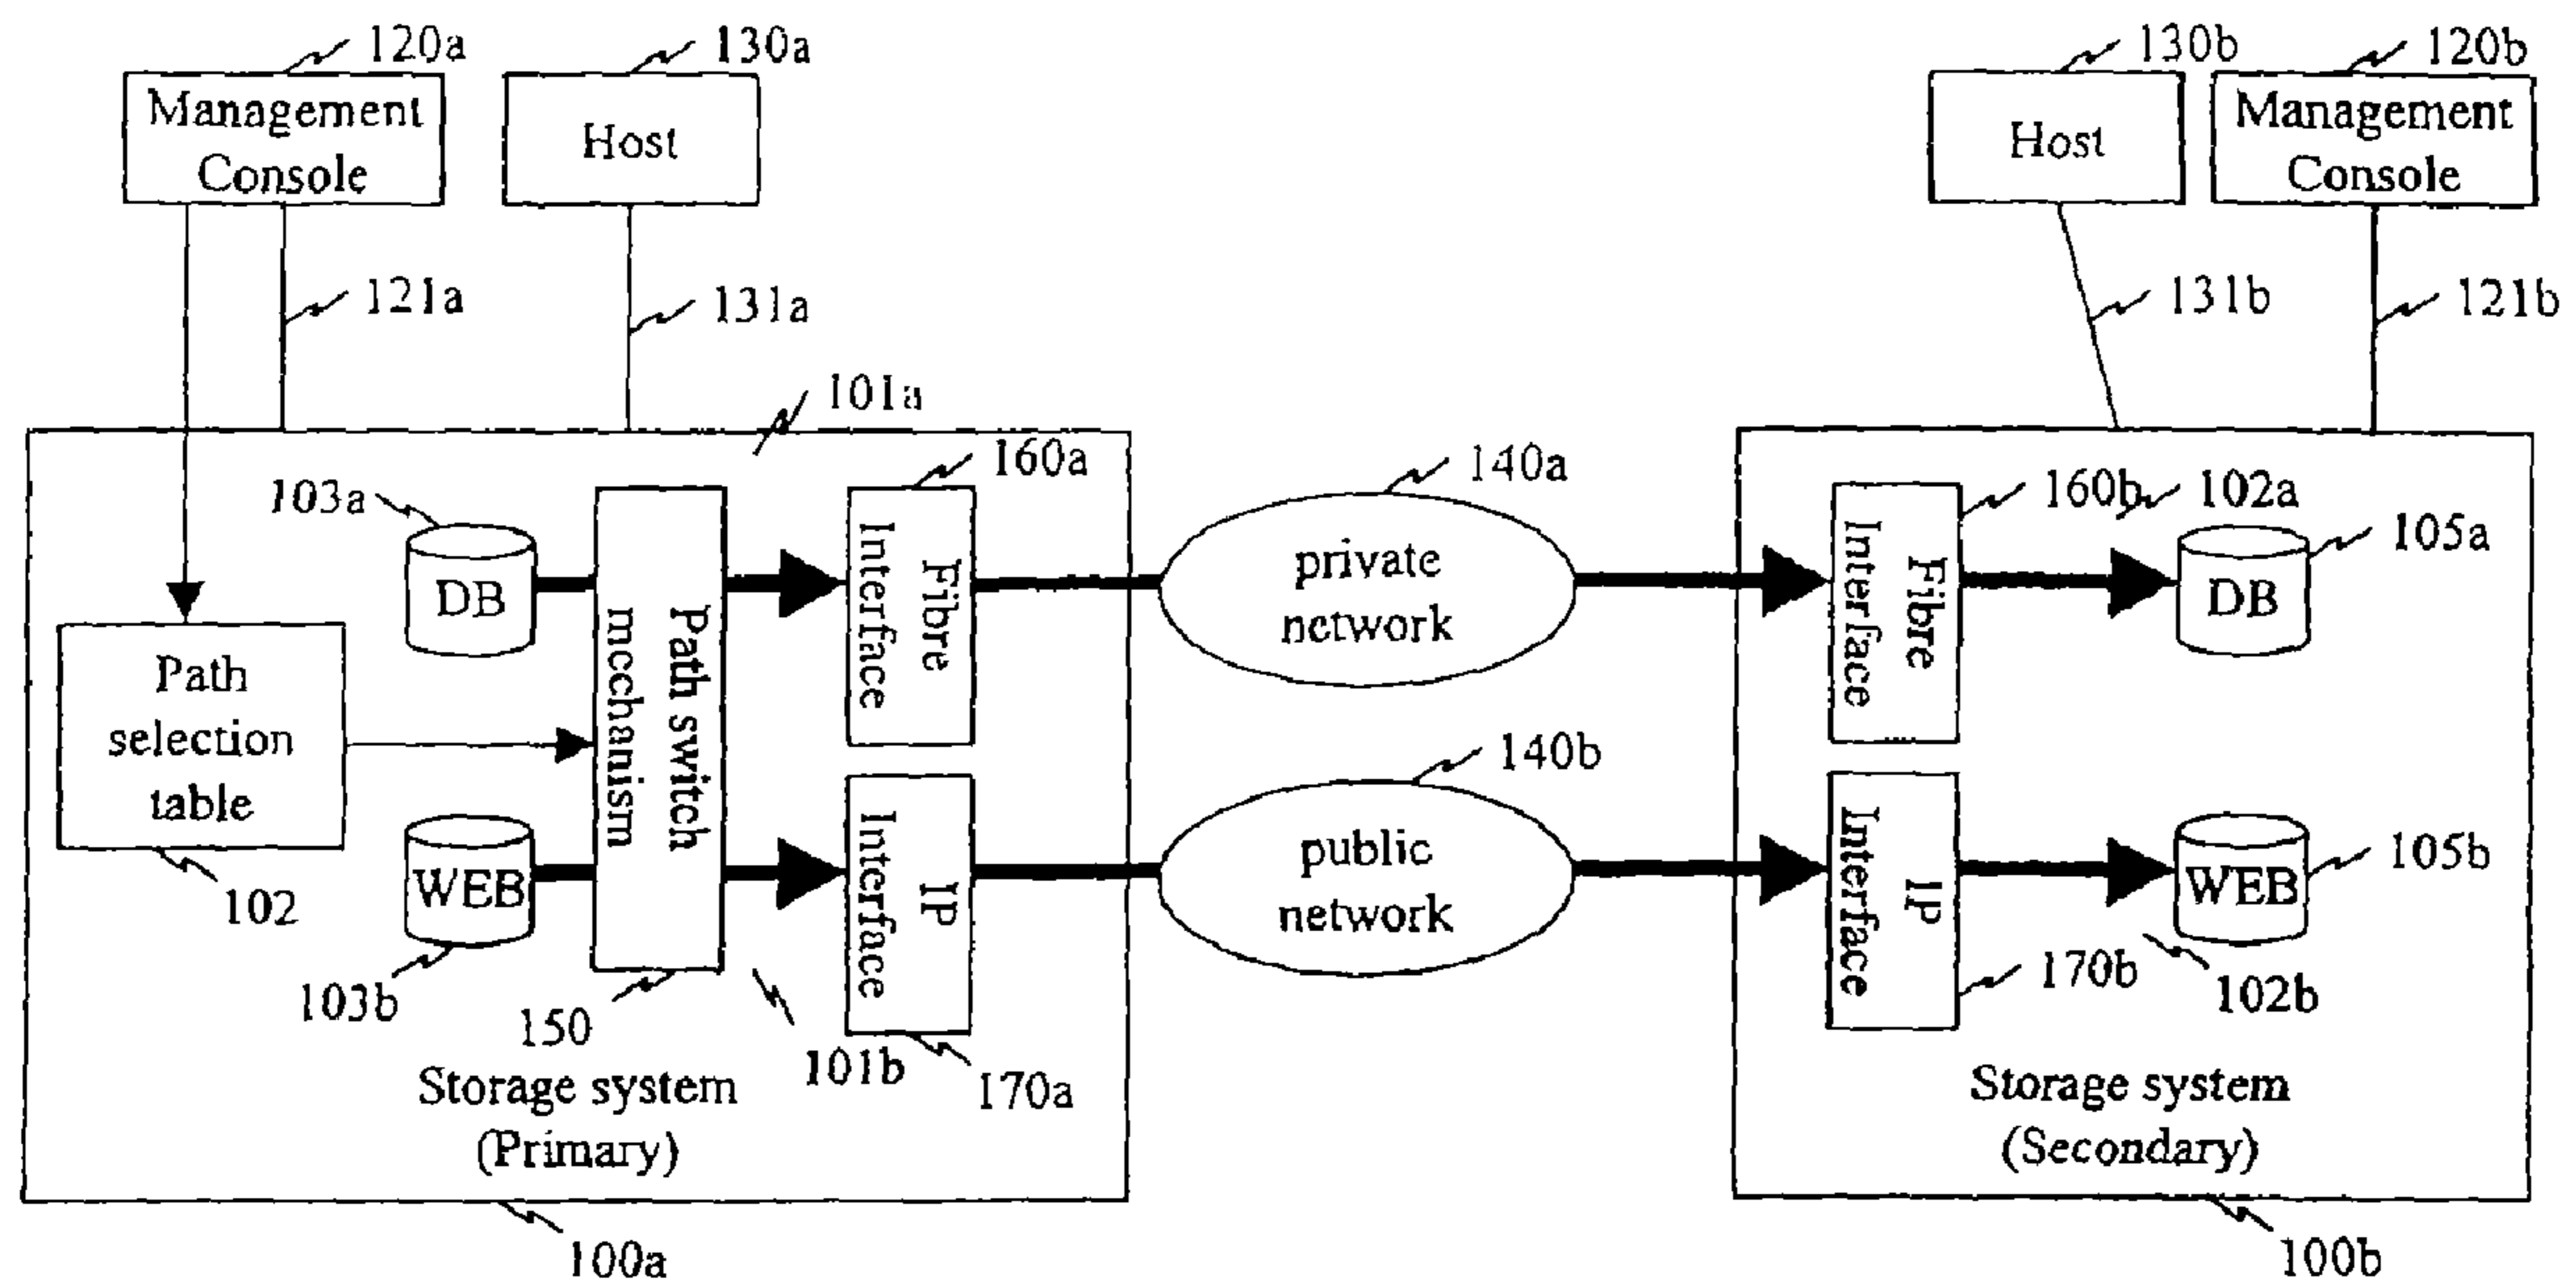 120a
130a
130b
120b
Management
Console
Host
Host
Management
Console
121a
131a
131b
121b
101a
160a
140a
160b
102a
103a
105a
DB
Path switch
mechanism
Fibre
Interface
private
network
Fibre
Interface
DB
Path
selection
table
140b
102
WEB
IP
Interface
public
network
IP
Interface
WEB
105b
103b
150
101b
170a
170b
102b
Storage system
(Primary)
Storage system
(Secondary)
100a
100b